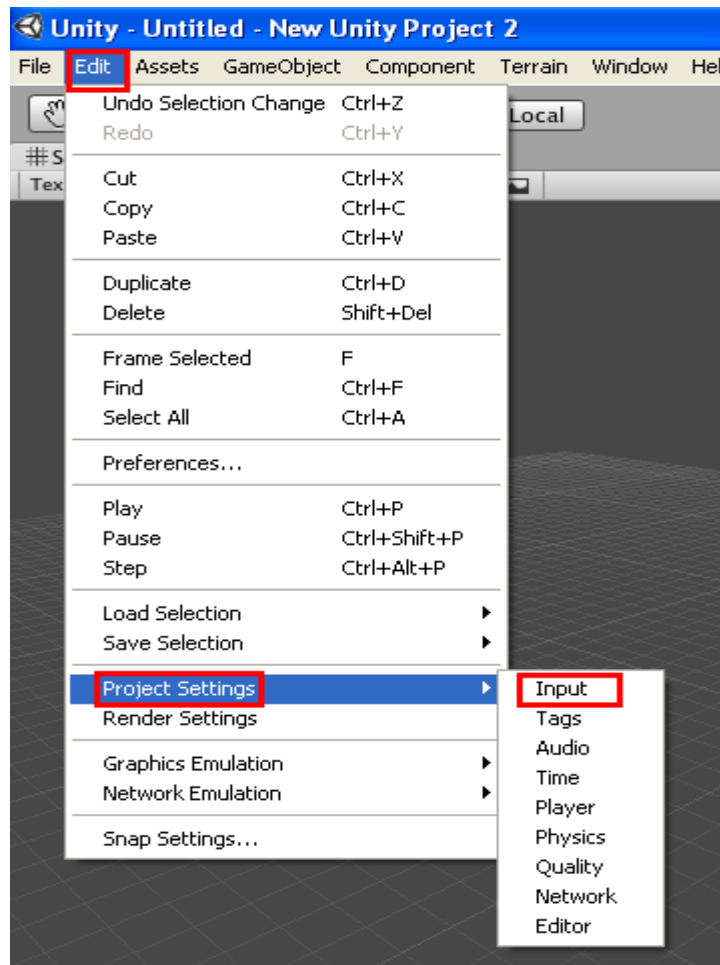 Unity - Untitled - New Unity Project 2
File Edit Assets GameObject Component Terrain Window Hel
Local
# S
Tex
Undo Selection Change Ctrl+Z
Redo Ctrl+Y
Cut Ctrl+X
Copy Ctrl+C
Paste Ctrl+V
Duplicate Ctrl+D
Delete Shift+Del
Frame Selected F
Find Ctrl+F
Select All Ctrl+A
Preferences...
Play Ctrl+P
Pause Ctrl+Shift+P
Step Ctrl+Alt+P
Load Selection
Save Selection
Project Settings
Render Settings
Graphics Emulation
Network Emulation
Snap Settings...
Input
Tags
Audio
Time
Player
Physics
Quality
Network
Editor